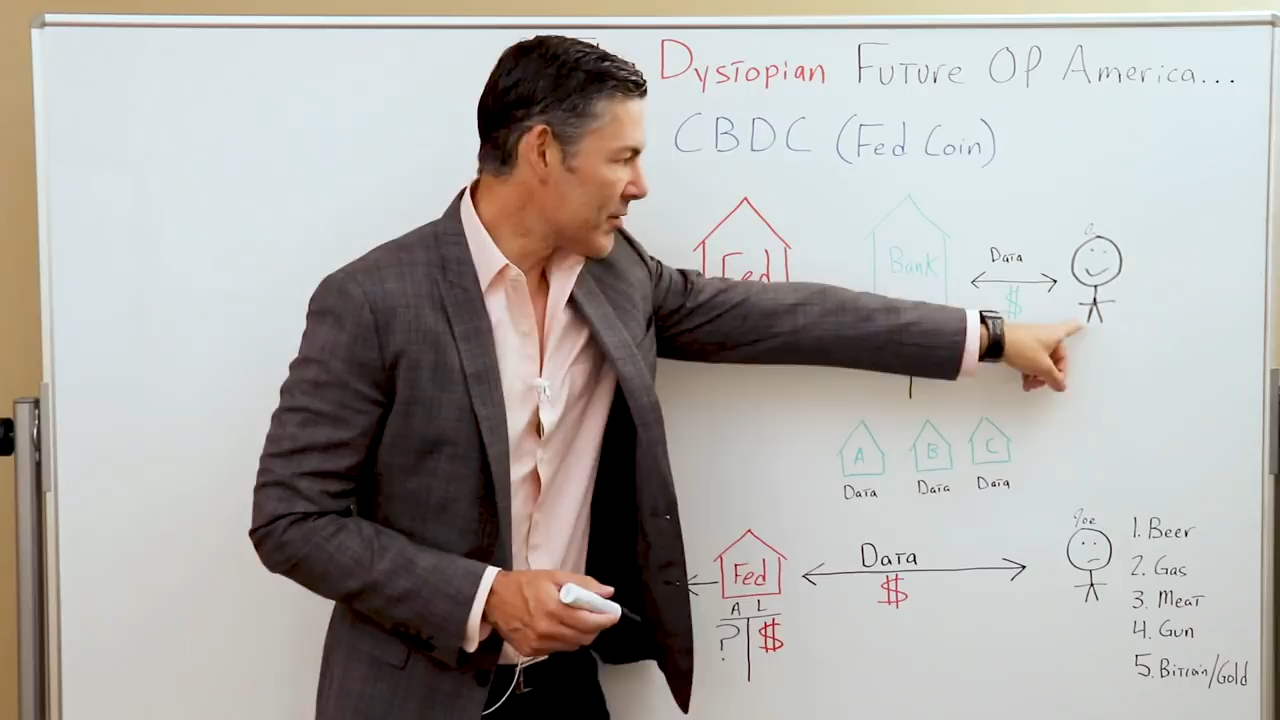 Dystopian Future Of America...
CBDC (Fed Coin)
Fed
Bank
Data
$
A
B
C
Data
Data
Data
Joe
Fed
Data
$
A L
? $
1. Beer
2. Gas
3. Meat
4. Gun
5. Bitcoin/Gold